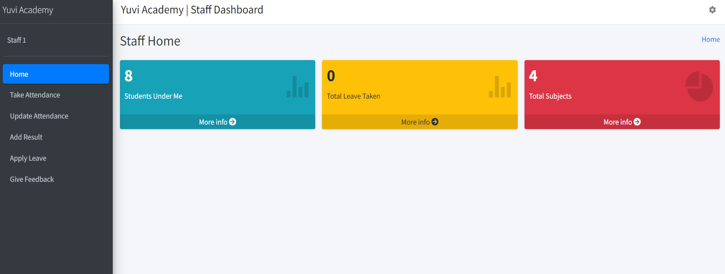 Yuvi Academy
Staff 1
Home
Take Attendance
Update Attendance
Add Result
Apply Leave
Give Feedback
Yuvi Academy | Staff Dashboard
Staff Home
Home
8
Students Under Me
More info
0
Total Leave Taken
More info
4
Total Subjects
More info